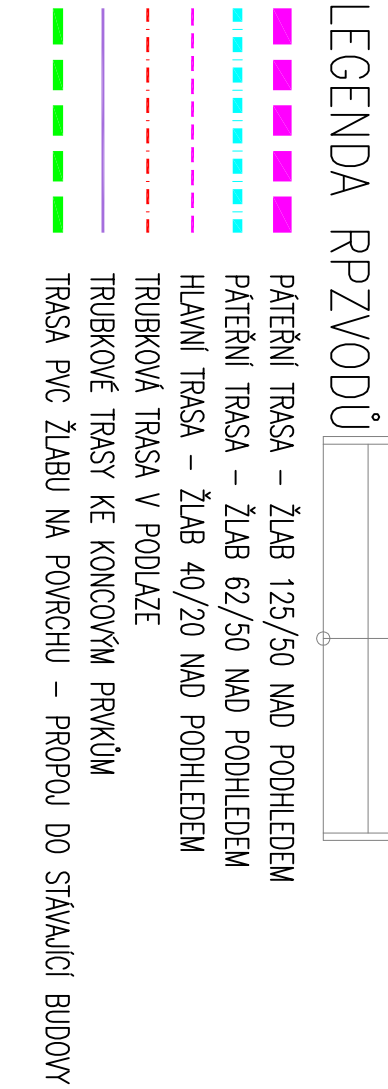 LEGENDA RPZVODŮ
PÁTEŘNÍ TRASA – ŽLAB 125/50 NAD PODHLEDEM
PÁTEŘNÍ TRASA – ŽLAB 62/50 NAD PODHLEDEM
HLAVNÍ TRASA – ŽLAB 40/20 NAD PODHLEDEM
TRUBKOVÁ TRASA V PODLAZE
TRUBKOVÉ TRASY KE KONCOVÝM PRVKŮM
TRASA PVC ŽLABU NA POVRCHU – PROPOJ DO STÁVAJÍCÍ BUDOVY